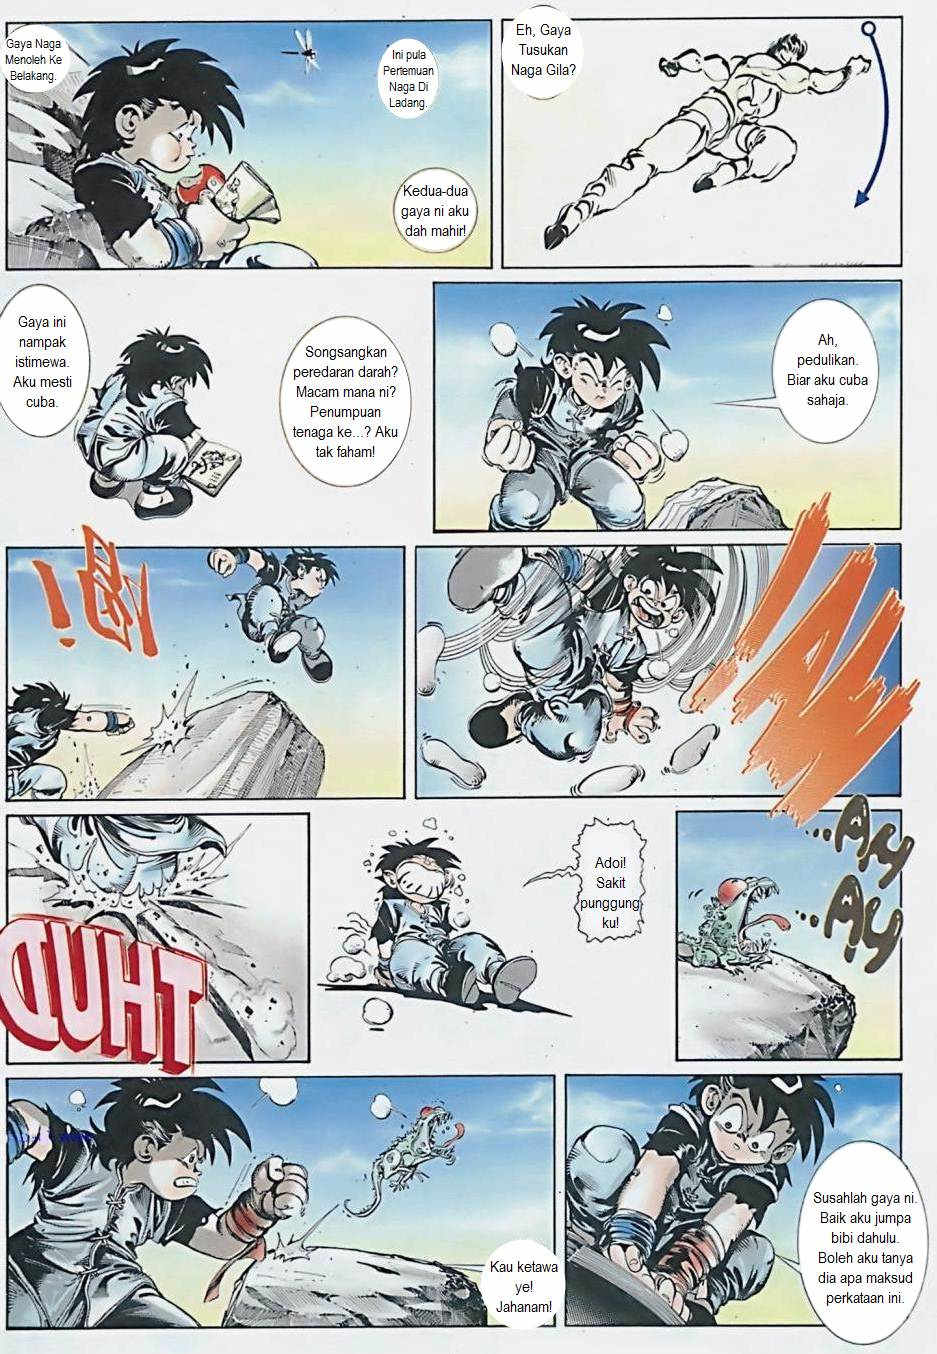 Gaya Naga
Menoleh Ke
Belakang.
Ini pula
Pertemuan
Naga Di
Ladang.
Kedua-dua
gaya ni aku
dah mahir!
Eh, Gaya
Tusukan
Naga Gila?
Gaya ini
nampak
istimewa.
Aku mesti
cuba.
Songsangkan
peredaran darah?
Macam mana ni?
Penumpuan
tenaga ke...? Aku
tak faham!
Ah,
pedulikan.
Biar aku cuba
sahaja.
DUHT
Adoi!
Sakit
punggung
ku!
...AY
...AY
Kau ketawa
ye!
Jahanam!
Susahlah gaya ni.
Baik aku jumpa
bibi dahulu.
Boleh aku tanya
dia apa maksud
perkataan ini.